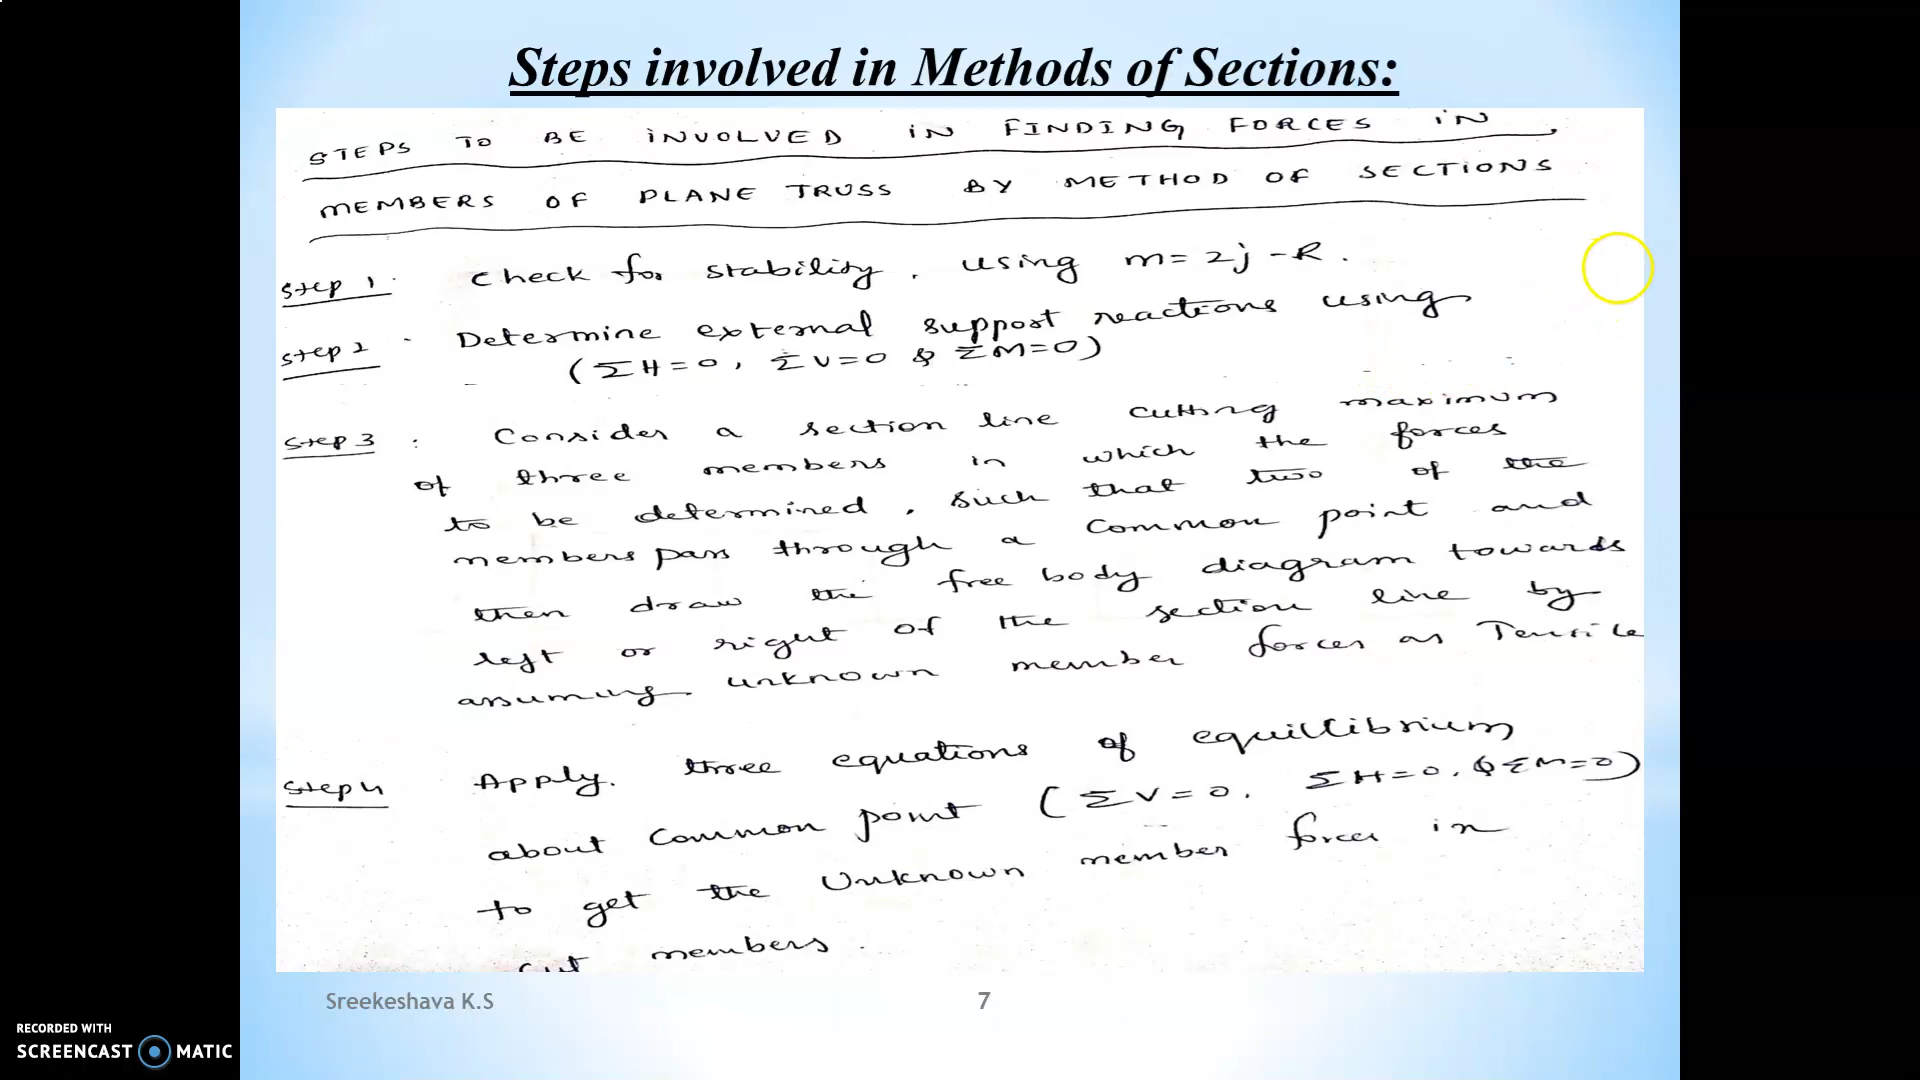 Steps involved in Methods of Sections:
STEPS TO BE INVOLVED IN FINDING FORCES IN
MEMBERS OF PLANE TRUSS BY METHOD OF SECTIONS
Step 1. Check for stability, using m = 2j - R.
Step 2. Determine external support reactions using
(ΣH = 0, ΣV = 0 & ΣM = 0)
Step 3: Consider a section line cutting maximum
of three members in which the forces
to be determined, such that two of the
members pass through a common point and
then draw the free body diagram towards
left or right of the section line by
assuming unknown member forces as Tensile
Step 4 Apply. three equations of equillibrium
about common point (ΣV = 0. ΣH = 0. & ΣM = 0)
to get the Unknown member forces in
cut members.
Sreekeshava K.S 7
RECORDED WITH
SCREENCAST MATIC